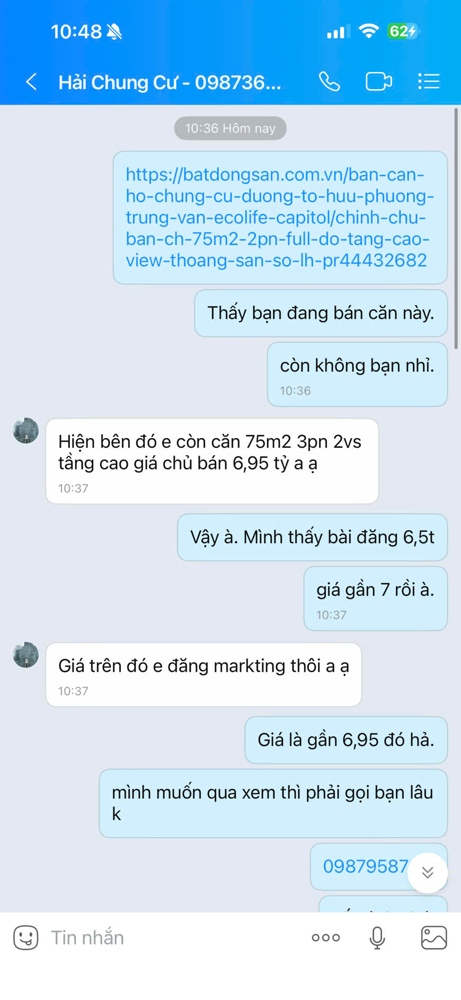 10:48
62
Hải Chung Cư - 098736...
10:36 Hôm nay
https://batdongsan.com.vn/ban-can-
ho-chung-cu-duong-to-huu-phuong-
trung-van-ecolife-capitol/chinh-chu-
ban-ch-75m2-2pn-full-do-tang-cao-
view-thoang-san-so-lh-pr44432682
Thấy bạn đang bán căn này.
còn không bạn nhỉ.
10:36
Hiện bên đó e còn căn 75m2 3pn 2vs
tầng cao giá chủ bán 6,95 tỷ a ạ
10:37
Vậy à. Mình thấy bài đăng 6,5t
giá gần 7 rồi à.
10:37
Giá trên đó e đăng markting thôi a ạ
10:37
Giá là gần 6,95 đó hả.
mình muốn qua xem thì phải gọi bạn lâu
k
09879587
Tin nhắn